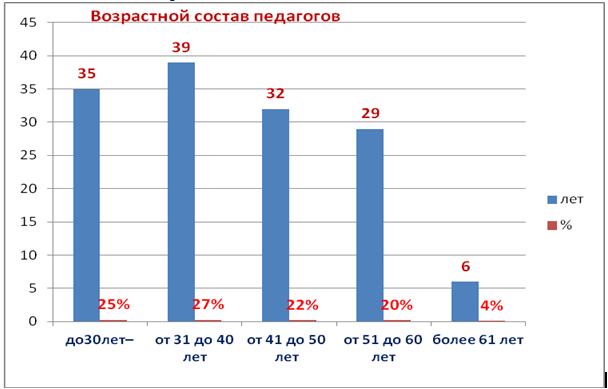 Возрастной состав педагогов
45
40
35
30
25
20
15
10
5
0
35
39
32
29
6
25%
27%
22%
20%
4%
до30лет–
от 31 до 40
лет
от 41 до 50
лет
от 51 до 60
лет
более 61 лет
лет
%